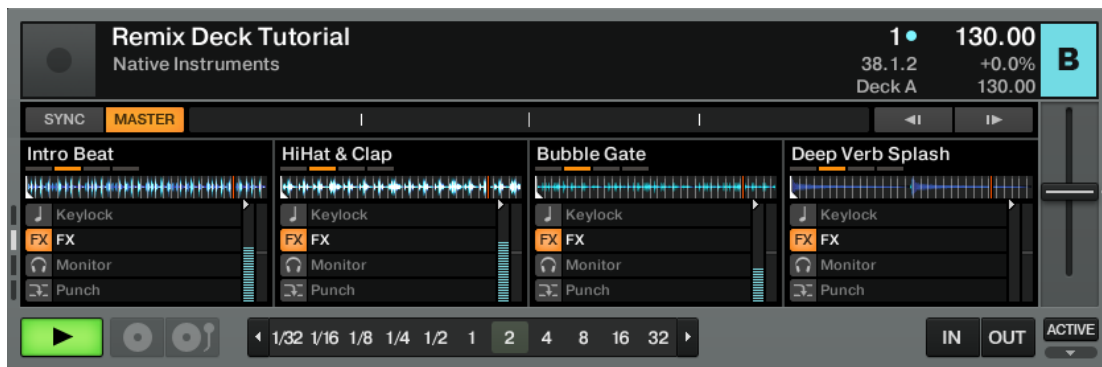 Remix Deck Tutorial 1 130.00 B
Native Instruments 38.1.2 +0.0%
Deck A 130.00
SYNC MASTER
Intro Beat HiHat & Clap Bubble Gate Deep Verb Splash
Keylock Keylock Keylock Keylock
FX FX FX FX FX FX FX FX
Monitor Monitor Monitor Monitor
Punch Punch Punch Punch
1/32 1/16 1/8 1/4 1/2 1 2 4 8 16 32 IN OUT ACTIVE